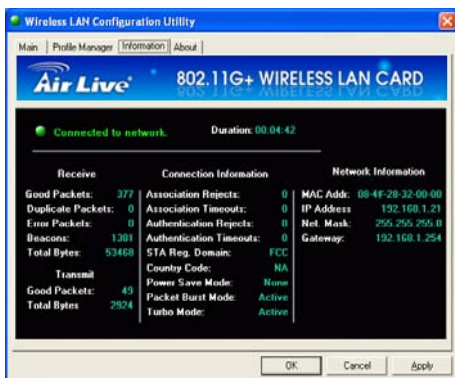 Wireless LAN Configuration Utility
Main Profile Manager Information About
Air Live 802.11G+ WIRELESS LAN CARD
Connected to network. Duration: 00:04:42
Receive
Good Packets: 377
Duplicate Packets: 0
Error Packets: 0
Beacons: 1301
Total Bytes: 53468
Transmit
Good Packets: 49
Total Bytes 2924
Connection Information
Association Rejects: 0
Association Timeouts: 0
Authentication Rejects: 0
Authentication Timeouts: 0
STA Reg. Domain: FCC
Country Code: NA
Power Save Mode: None
Packet Burst Mode: Active
Turbo Mode: Active
Network Information
MAC Addr: 08-4F-28-32-00-00
IP Address 192.168.1.21
Net. Mask: 255.255.255.0
Gateway: 192.168.1.254
OK Cancel Apply